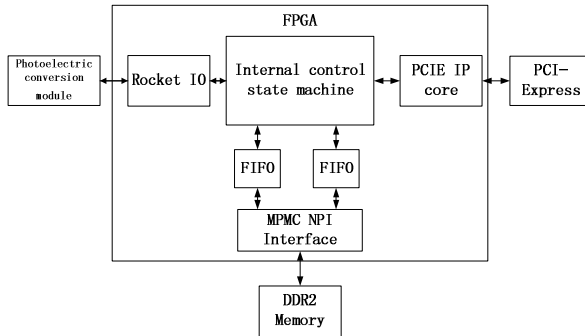 FPGA
Photoelectric
conversion
module
Rocket IO
Internal control
state machine
PCIE IP
core
PCI-
Express
FIFO
FIFO
MPMC NPI
Interface
DDR2
Memory